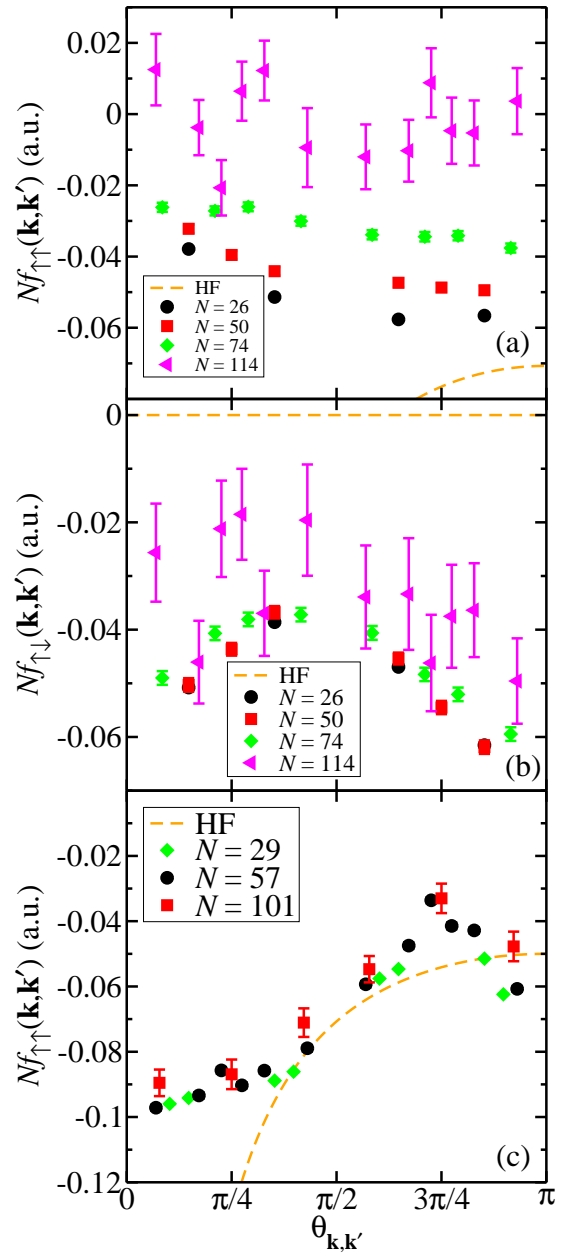 0.02
0
-0.02
-0.04
-0.06
Nf↑↑(k,k′) (a.u.)
HF
N = 26
N = 50
N = 74
N = 114
(a)
0
-0.02
-0.04
-0.06
Nf↑↓(k,k′) (a.u.)
HF
N = 26
N = 50
N = 74
N = 114
(b)
-0.02
-0.04
-0.06
-0.08
-0.1
-0.12
Nf↑↑(k,k′) (a.u.)
HF
N = 29
N = 57
N = 101
(c)
0 π/4 π/2 3π/4 π
θk,k′